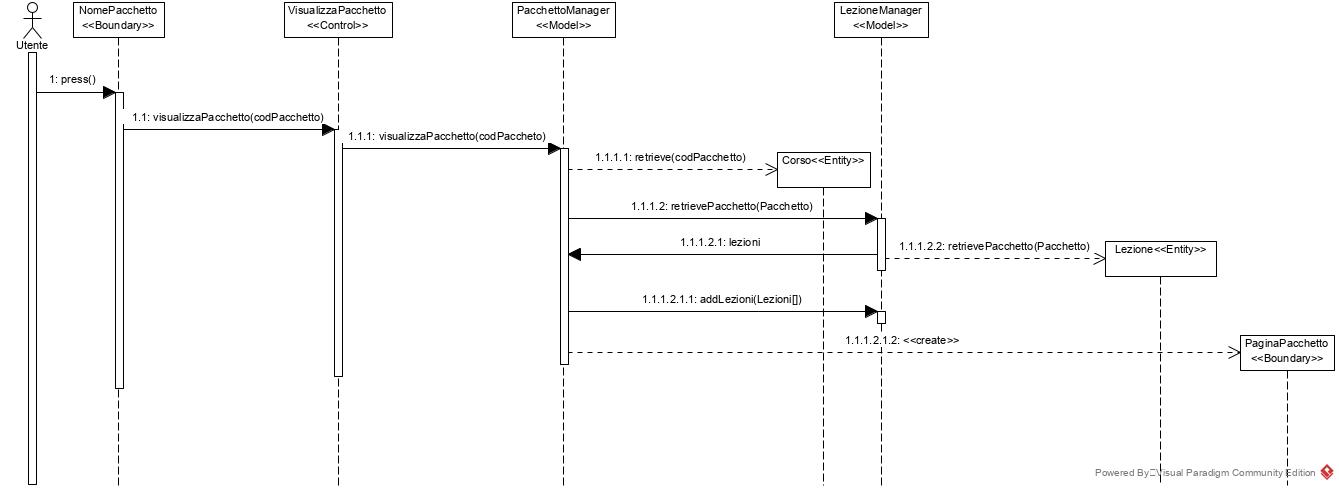 Utente
NomePacchetto
<<Boundary>>
VisualizzaPacchetto
<<Control>>
PacchettoManager
<<Model>>
LezioneManager
<<Model>>
1: press()
1.1: visualizzaPacchetto(codPacchetto)
1.1.1: visualizzaPacchetto(codPaccheto)
1.1.1.1: retrieve(codPacchetto)
Corso<<Entity>>
1.1.1.2: retrievePacchetto(Pacchetto)
1.1.1.2.1: lezioni
1.1.1.2.2: retrievePacchetto(Pacchetto)
Lezione<<Entity>>
1.1.1.2.1.1: addLezioni(Lezioni[])
1.1.1.2.1.2: <<create>>
PaginaPacchetto
<<Boundary>>
Powered By Visual Paradigm Community Edition